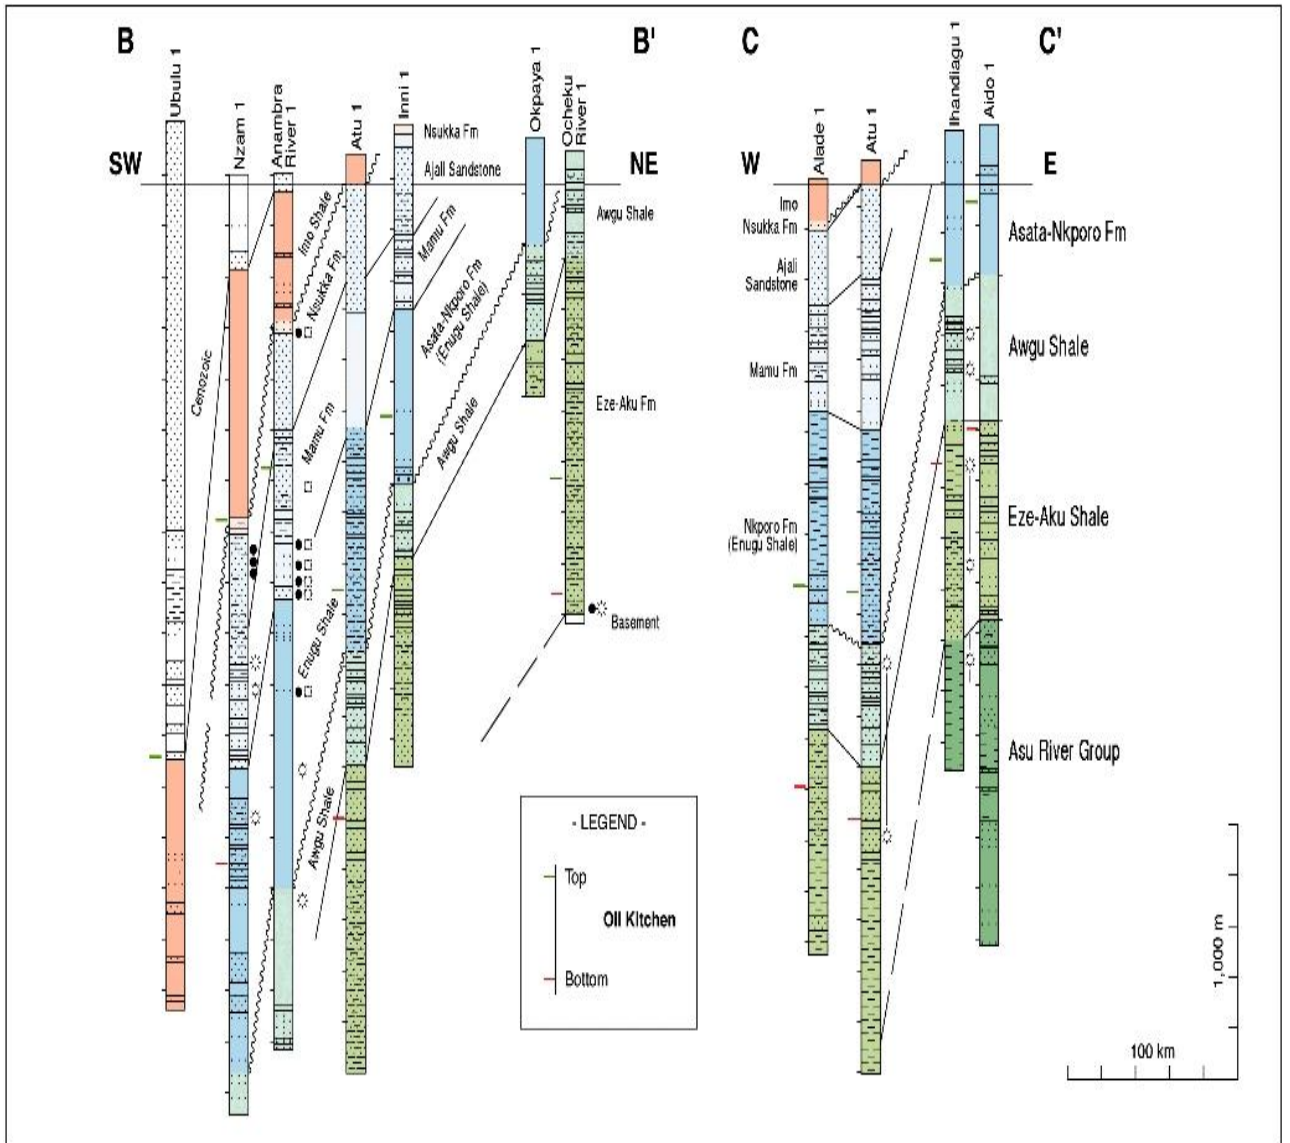 B
B'
C
C'
Ubulu 1
Nzam 1
Anambra
River 1
Atu 1
Inni 1
Okpaya 1
Ocheku
River 1
Alade 1
Atu 1
Ihandiagu 1
Aido 1
SW
NE
W
E
Nsukka Fm
Ajali Sandstone
Awgu Shale
Imo Shale
Nsukka Fm
Mamu Fm
Asata-Nkporo Fm
(Enugu Shale)
Cenozoic
Mamu Fm
Awgu Shale
Eze-Aku Fm
Enugu Shale
Awgu Shale
Basement
Imo
Nsukka Fm
Ajali
Sandstone
Mamu Fm
Nkporo Fm
(Enugu Shale)
Asata-Nkporo Fm
Awgu Shale
Eze-Aku Shale
Asu River Group
- LEGEND -
Top
Oil Kitchen
Bottom
1,000 m
100 km